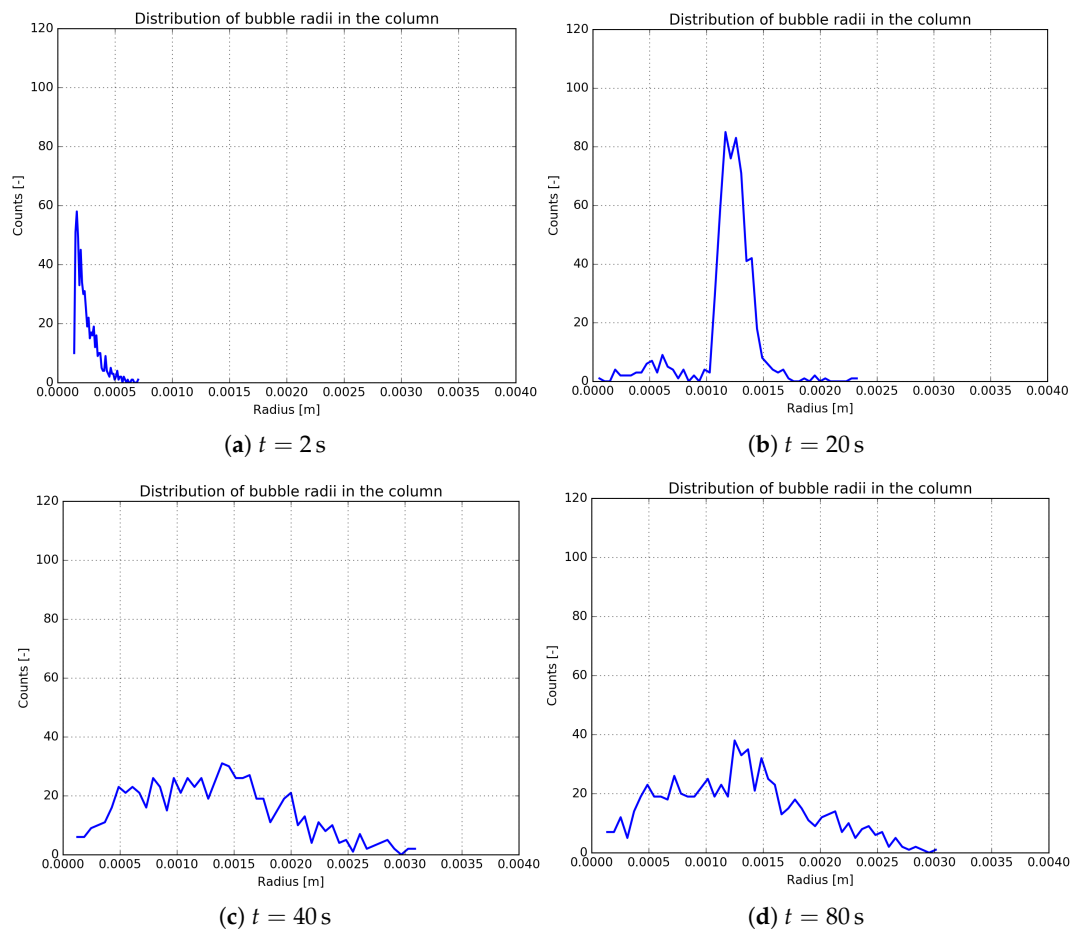 Distribution of bubble radii in the column
120
100
80
60
40
20
0
Counts [-]
0.0000 0.0005 0.0010 0.0015 0.0020 0.0025 0.0030 0.0035 0.0040
Radius [m]
(a) t = 2 s
Distribution of bubble radii in the column
120
100
80
60
40
20
0
Counts [-]
0.0000 0.0005 0.0010 0.0015 0.0020 0.0025 0.0030 0.0035 0.0040
Radius [m]
(b) t = 20 s
Distribution of bubble radii in the column
120
100
80
60
40
20
0
Counts [-]
0.0000 0.0005 0.0010 0.0015 0.0020 0.0025 0.0030 0.0035 0.0040
Radius [m]
(c) t = 40 s
Distribution of bubble radii in the column
120
100
80
60
40
20
0
Counts [-]
0.0000 0.0005 0.0010 0.0015 0.0020 0.0025 0.0030 0.0035 0.0040
Radius [m]
(d) t = 80 s